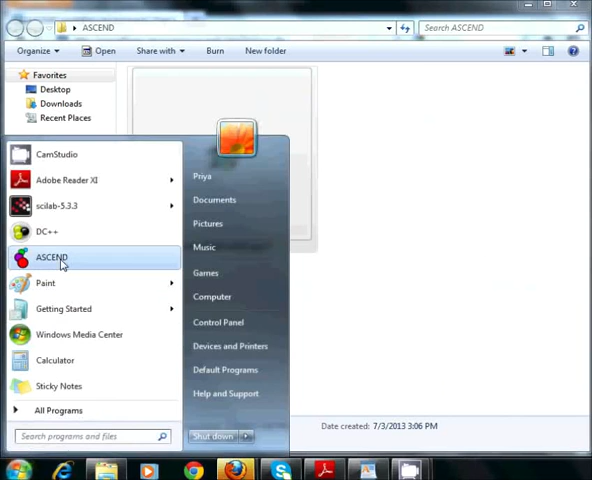 ASCEND
Search ASCEND
Organize
Open
Share with
Burn
New folder
Favorites
Desktop
Downloads
Recent Places
CamStudio
Adobe Reader XI
scilab-5.3.3
DC++
ASCEND
Paint
Getting Started
Windows Media Center
Calculator
Sticky Notes
All Programs
Search programs and files
Priya
Documents
Pictures
Music
Games
Computer
Control Panel
Devices and Printers
Default Programs
Help and Support
Shut down
Date created: 7/3/2013 3:06 PM